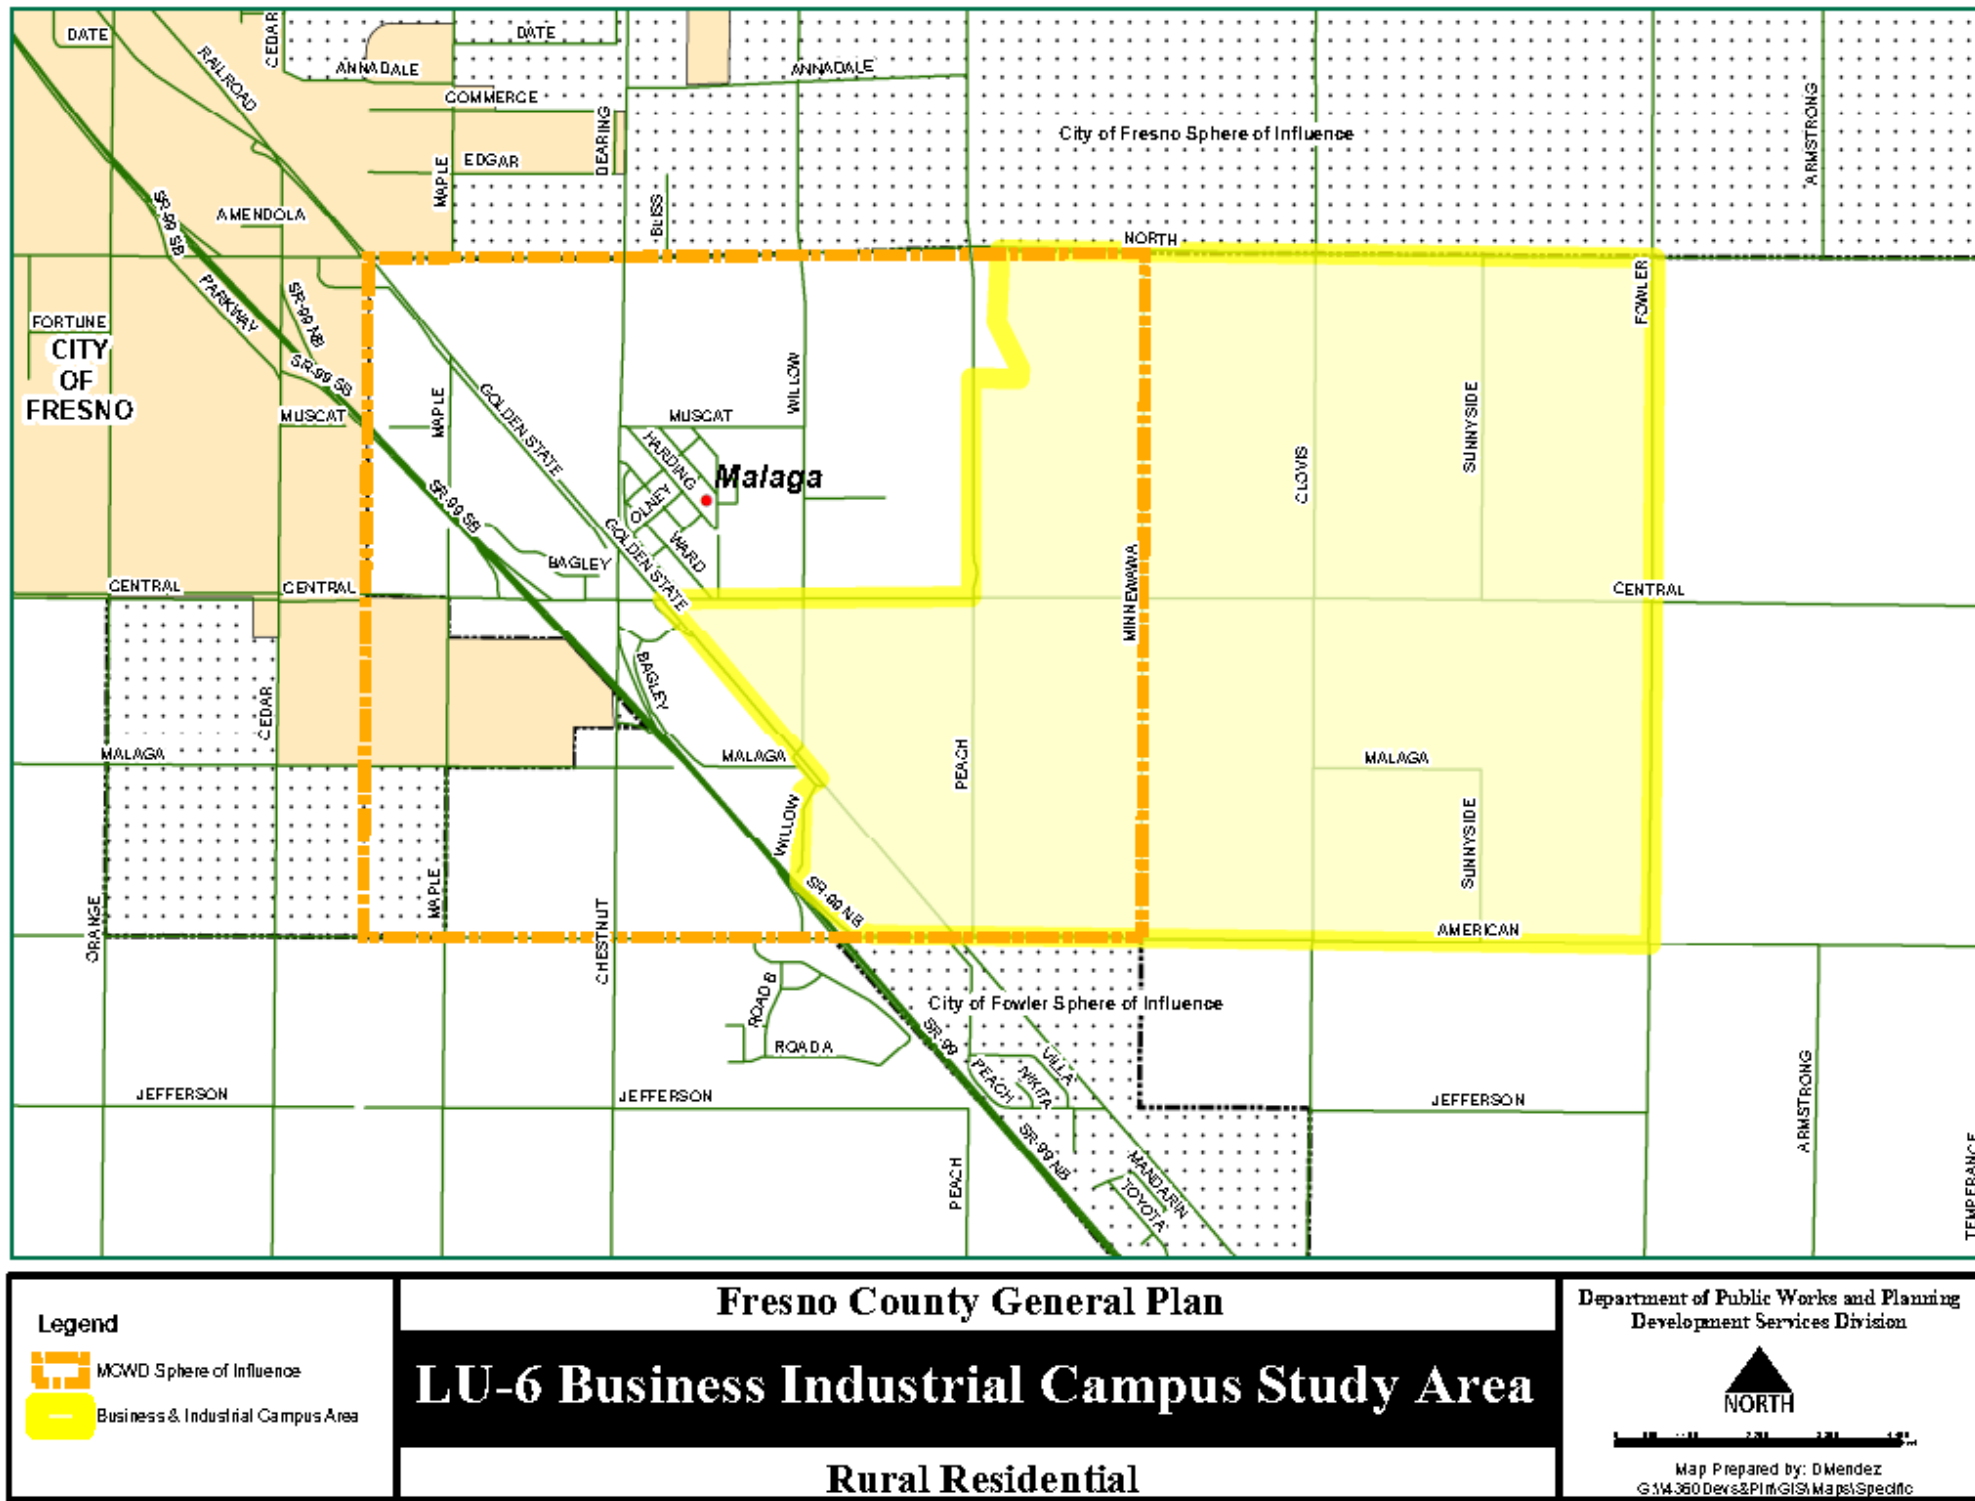 DATE
CEDAR
DATE
RAILROAD
ANNADALE
ANNADALE
COMMERCE
DEARING
City of Fresno Sphere of Influence
ARMSTRONG
EDGAR
MAPLE
SR-99 SB
AMENDOLA
BLISS
NORTH
PARKWAY
SR-99 NB
FOWLER
FORTUNE
CITY
OF
FRESNO
SR-99 SB
MUSCAT
MAPLE
GOLDEN STATE
WILLOW
MUSCAT
SUNNYSIDE
HARDING
Malaga
CLOVIS
SR-99 SB
OLNEY
GOLDEN STATE
WARD
BAGLEY
MINNEWAWA
CENTRAL
CENTRAL
CENTRAL
BAGLEY
CEDAR
MALAGA
MALAGA
PEACH
MALAGA
WILLOW
SUNNYSIDE
MAPLE
SR-99 NB
ORANGE
CHESTNUT
AMERICAN
ROAD B
City of Fowler Sphere of Influence
SR-99
ROAD A
VILLA
PEACH
NIKITA
ARMSTRONG
JEFFERSON
JEFFERSON
JEFFERSON
SR-99 NB
PEACH
MANDARIN
TOYOTA
TEMPERANCE
Legend
MCWD Sphere of Influence
Business & Industrial Campus Area
Fresno County General Plan
LU-6 Business Industrial Campus Study Area
Rural Residential
Department of Public Works and Planning
Development Services Division
NORTH
Map Prepared by: DMendez
G:\4360Devs&Pln\GIS\Maps\Specific